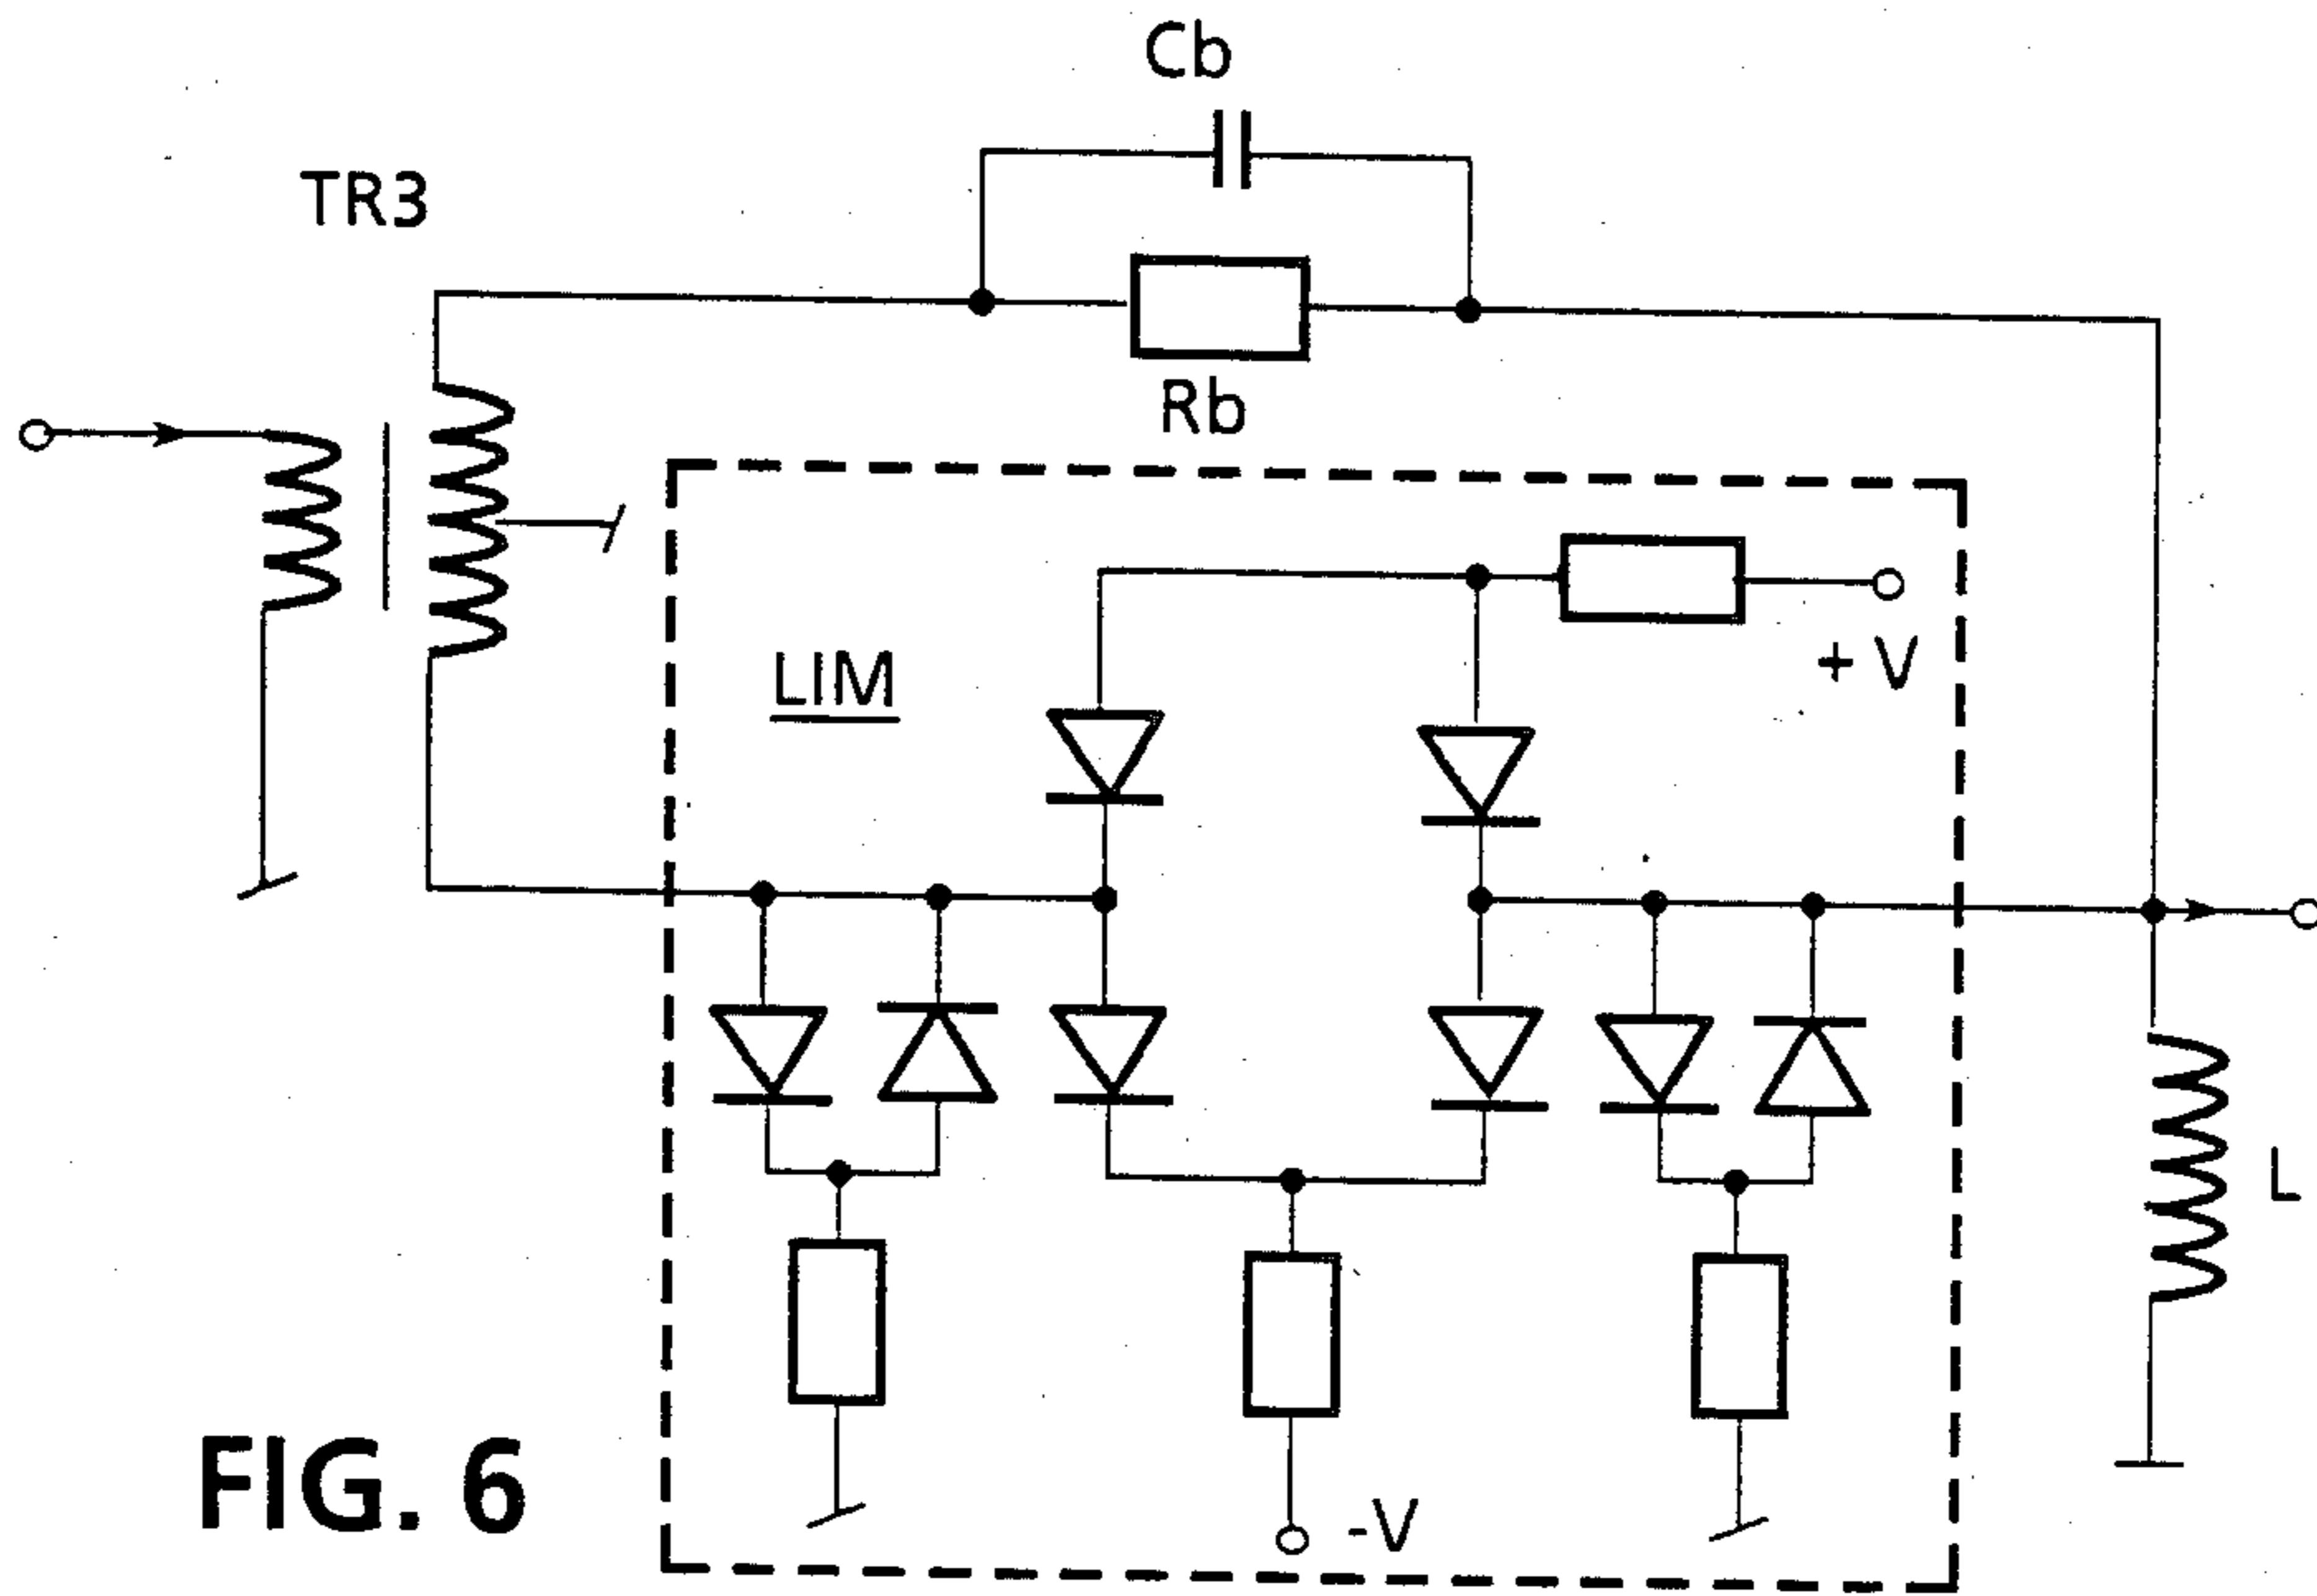 Cb
TR3
Rb
LIM
+ V
L
-V
FIG. 6